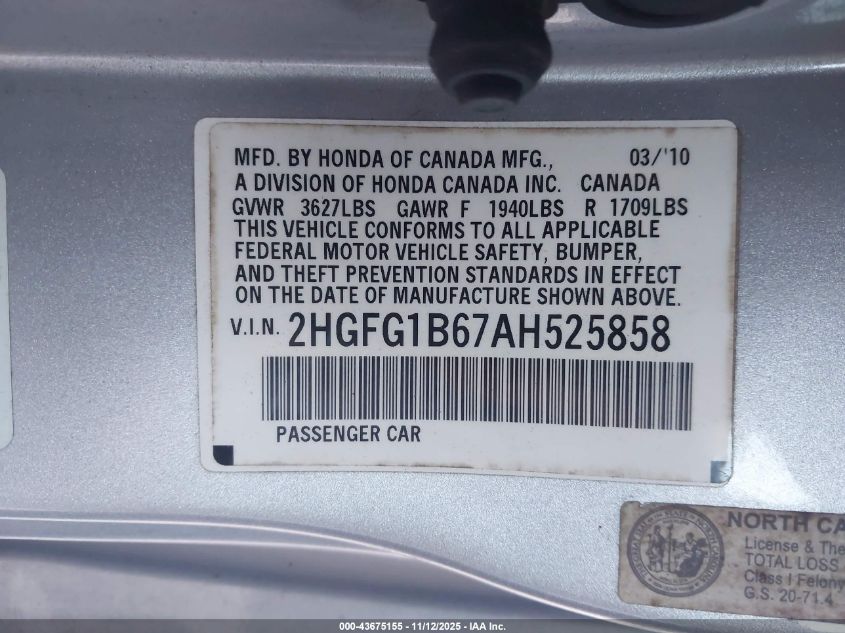 MFD. BY HONDA OF CANADA MFG., 03/'10
A DIVISION OF HONDA CANADA INC. CANADA
GVWR 3627LBS GAWR F 1940LBS R 1709LBS
THIS VEHICLE CONFORMS TO ALL APPLICABLE
FEDERAL MOTOR VEHICLE SAFETY, BUMPER,
AND THEFT PREVENTION STANDARDS IN EFFECT
ON THE DATE OF MANUFACTURE SHOWN ABOVE.
V.I.N. 2HGFG1B67AH525858
PASSENGER CAR
NORTH CA
License & The
TOTAL LOSS
Class I Felony
G.S. 20-71.4
000-43675155 - 11/12/2025 - IAA Inc.